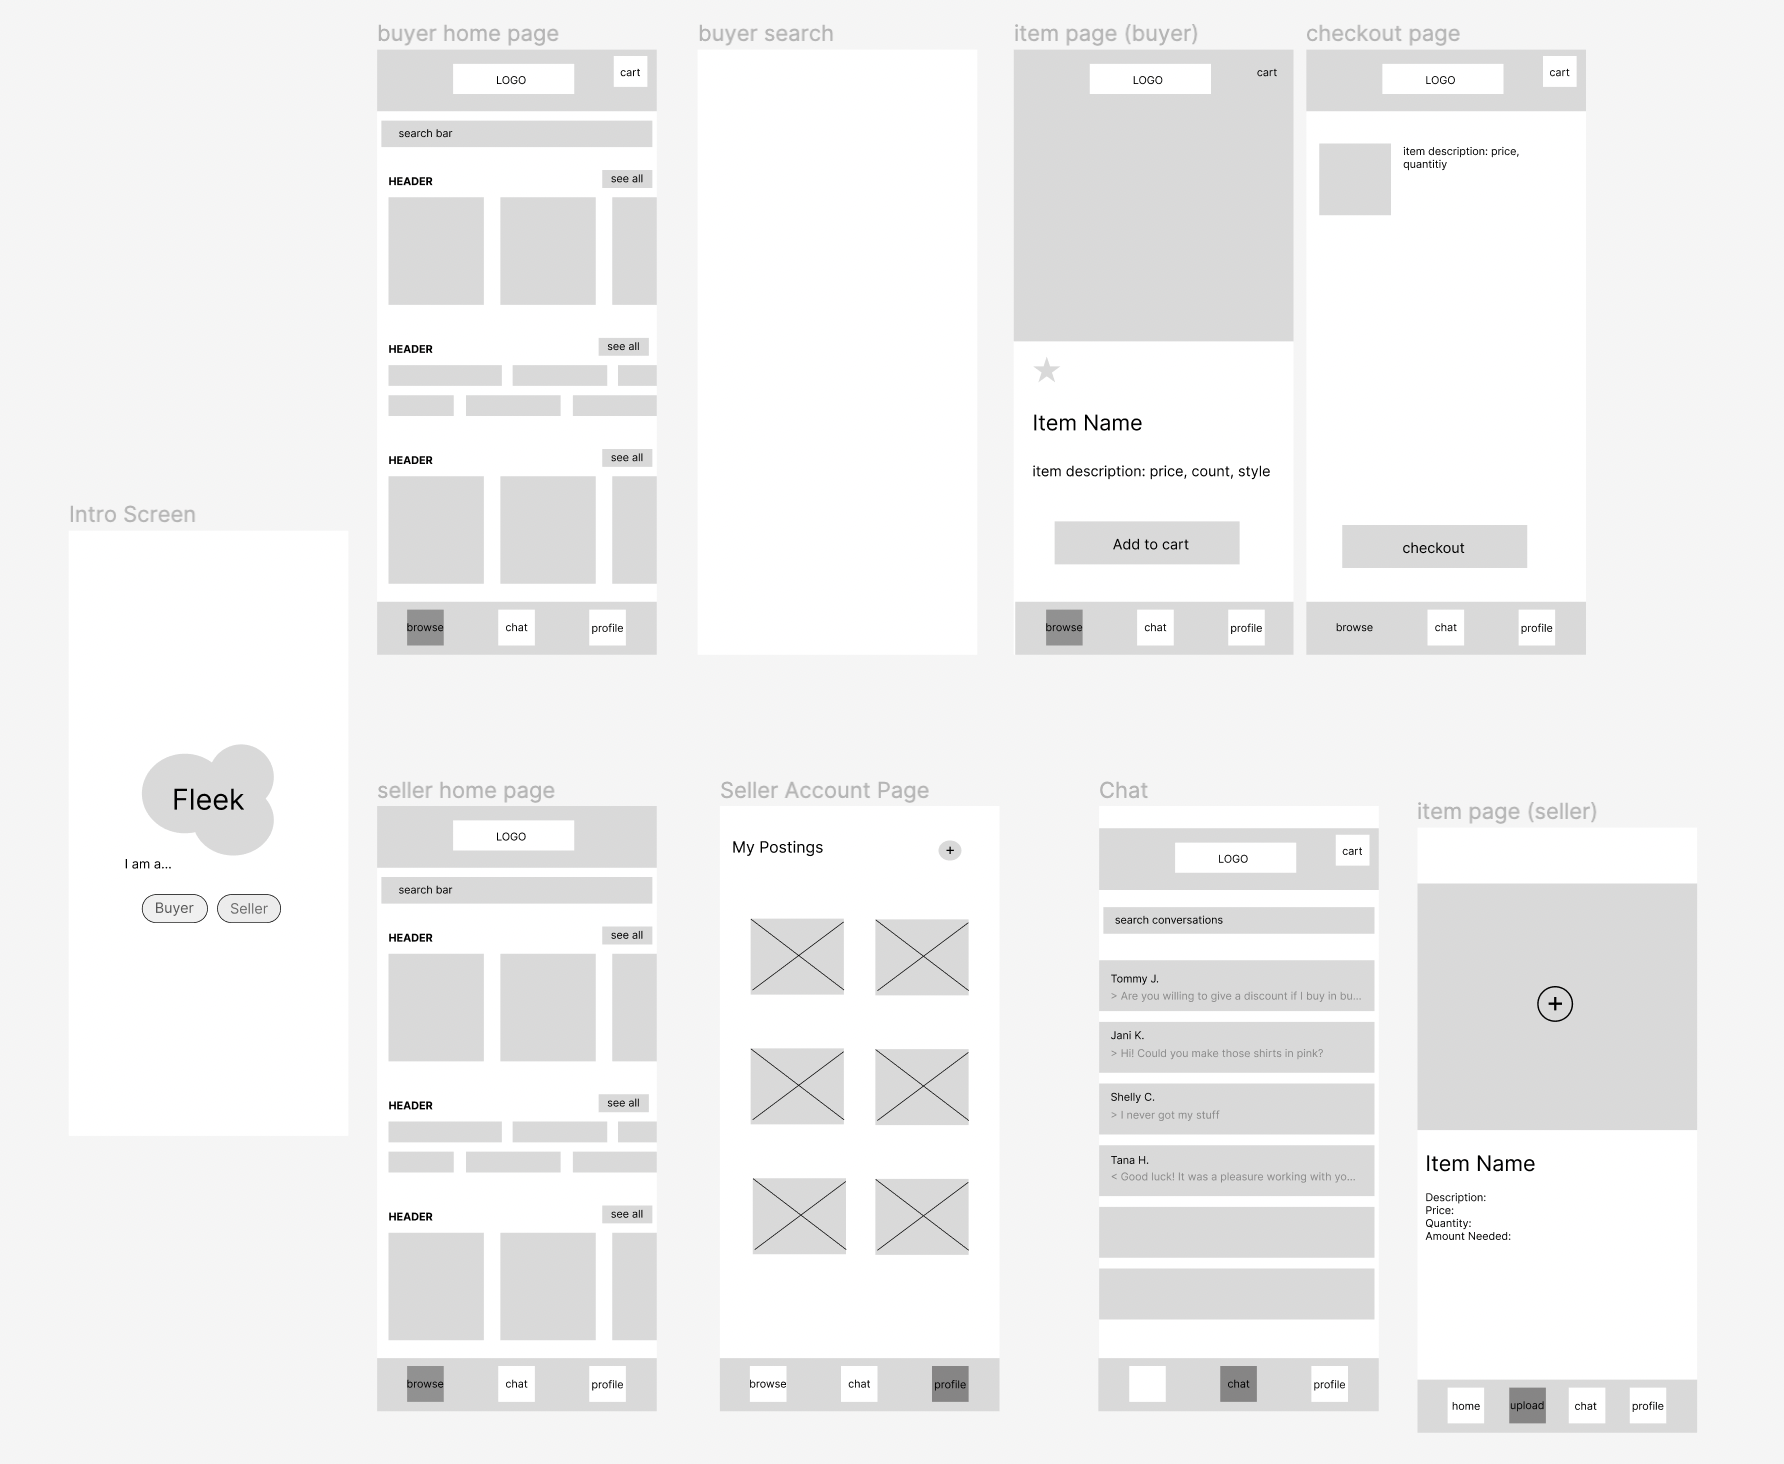 buyer home page
LOGO
cart
search bar
HEADER
see all
HEADER
see all
HEADER
see all
browse
chat
profile
buyer search
item page (buyer)
LOGO
cart
Item Name
item description: price, count, style
Add to cart
browse
chat
profile
checkout page
LOGO
cart
item description: price,
quantitiy
checkout
browse
chat
profile
Intro Screen
Fleek
I am a...
Buyer
Seller
seller home page
LOGO
search bar
HEADER
see all
HEADER
see all
HEADER
see all
browse
chat
profile
Seller Account Page
My Postings
+
browse
chat
profile
Chat
LOGO
cart
search conversations
Tommy J.
> Are you willing to give a discount if I buy in bu...
Jani K.
> Hi! Could you make those shirts in pink?
Shelly C.
> I never got my stuff
Tana H.
< Good luck! It was a pleasure working with yo...
chat
profile
item page (seller)
+
Item Name
Description:
Price:
Quantity:
Amount Needed:
home
upload
chat
profile